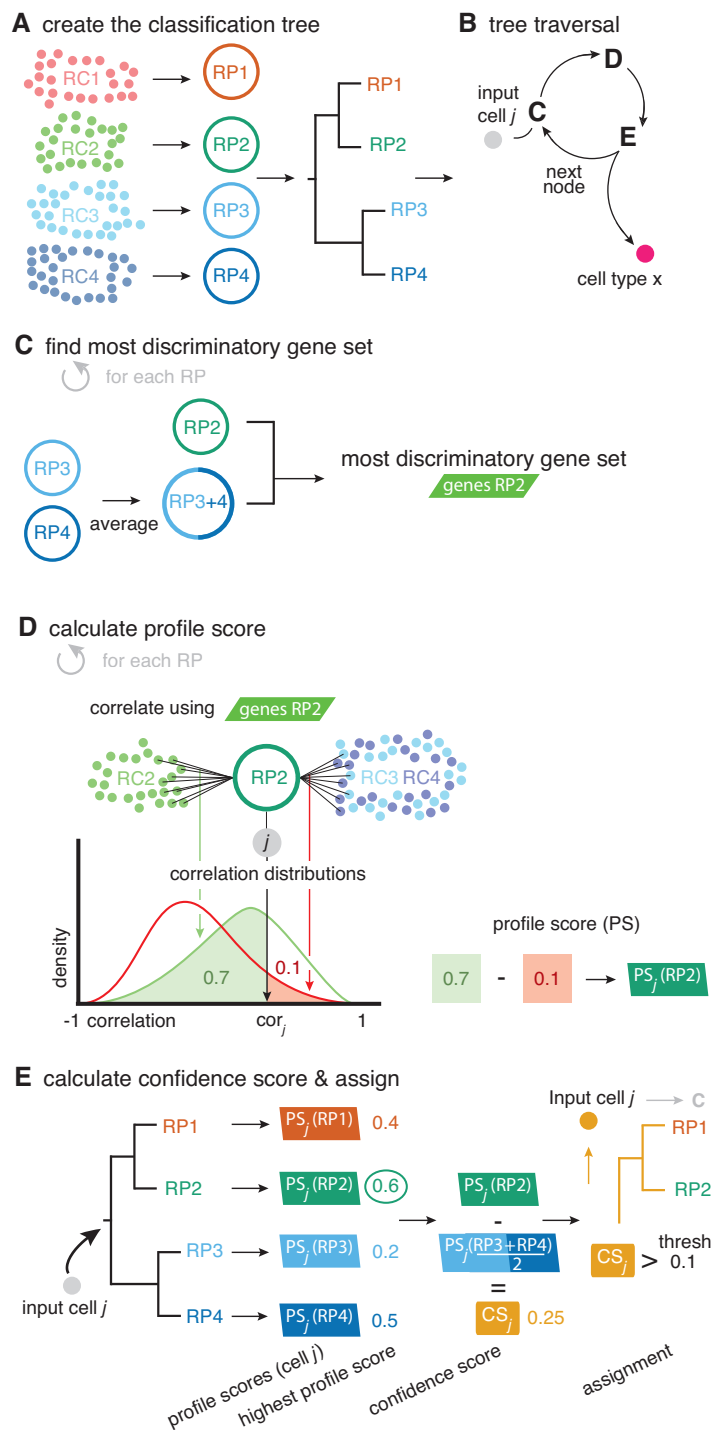 A create the classification tree
RC1
RP1
RC2
RP2
RC3
RP3
RC4
RP4
RP1
RP2
RP3
RP4
B tree traversal
D
input
cell j
C
E
next
node
cell type x
C find most discriminatory gene set
for each RP
RP2
RP3
RP3+4
RP4
average
most discriminatory gene set
genes RP2
D calculate profile score
for each RP
correlate using genes RP2
RC2
RP2
RC3 RC4
j
correlation distributions
density
0.7
0.1
-1 correlation
corj
1
profile score (PS)
0.7 - 0.1
PSj(RP2)
E calculate confidence score & assign
RP1
RP2
RP3
RP4
input cell j
PSj(RP1) 0.4
PSj(RP2) 0.6
PSj(RP3) 0.2
PSj(RP4) 0.5
PSj(RP2)
-
PSj(RP3+RP4)
2
=
CSj 0.25
Input cell j
C
RP1
RP2
CSj > thresh
0.1
profile scores (cell j)
highest profile score
confidence score
assignment